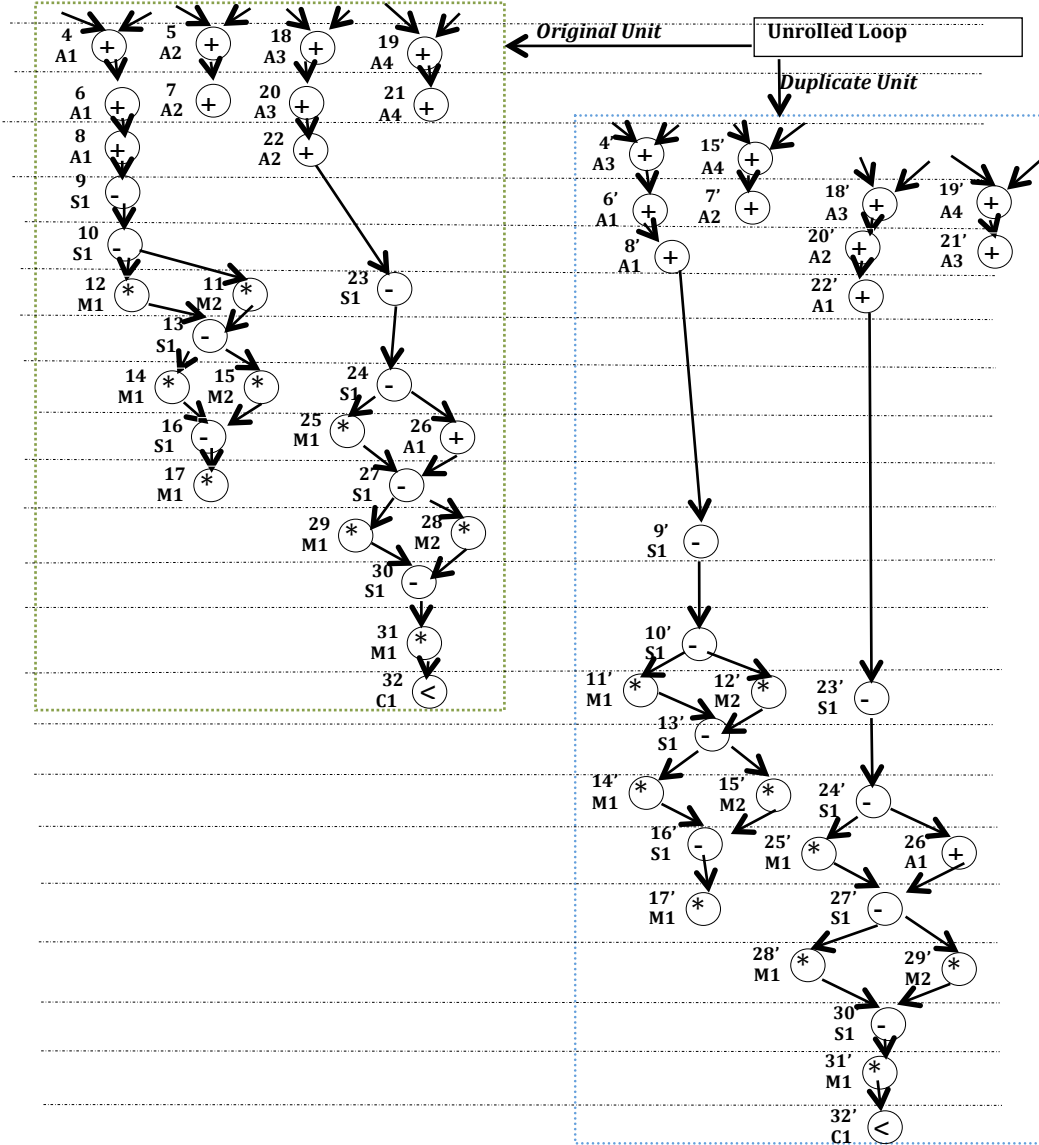 Original Unit
Unrolled Loop
Duplicate Unit
4
A1
+
5
A2
+
18
A3
+
19
A4
+
6
A1
+
7
A2
+
20
A3
+
21
A4
+
8
A1
+
22
A2
+
9
S1
-
10
S1
-
12
M1
*
11
M2
*
23
S1
-
13
S1
-
14
M1
*
15
M2
*
24
S1
-
16
S1
-
25
M1
*
26
A1
+
17
M1
*
27
S1
-
29
M1
*
28
M2
*
30
S1
-
31
M1
*
32
C1
<
4'
A3
+
15'
A4
+
6'
A1
+
7'
A2
+
18'
A3
+
19'
A4
+
8'
A1
+
20'
A2
+
21'
A3
+
22'
A1
+
9'
S1
-
10'
S1
-
11'
M1
*
12'
M2
*
23'
S1
-
13'
S1
-
14'
M1
*
15'
M2
*
24'
S1
-
16'
S1
-
25'
M1
*
26
A1
+
17'
M1
*
27'
S1
-
28'
M1
*
29'
M2
*
30
S1
-
31'
M1
*
32'
C1
<